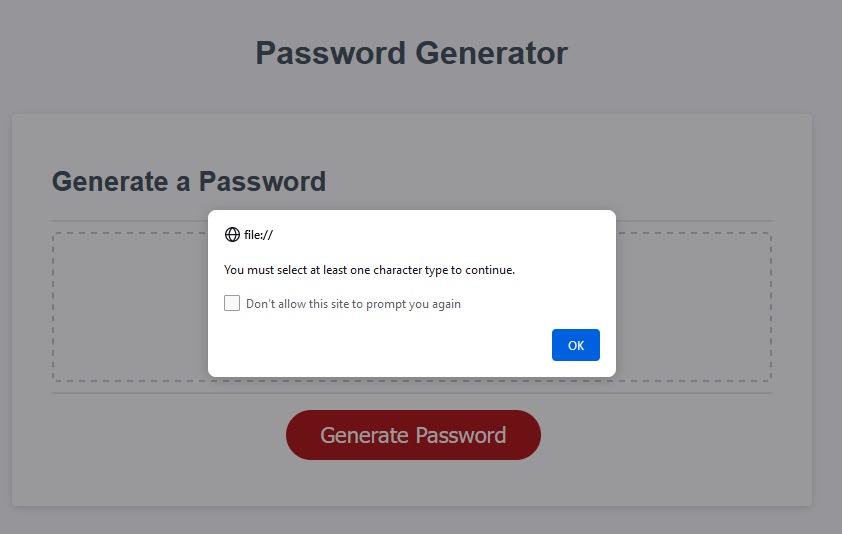 Password Generator
Generate a Password
file://
You must select at least one character type to continue.
Don't allow this site to prompt you again
OK
Generate Password